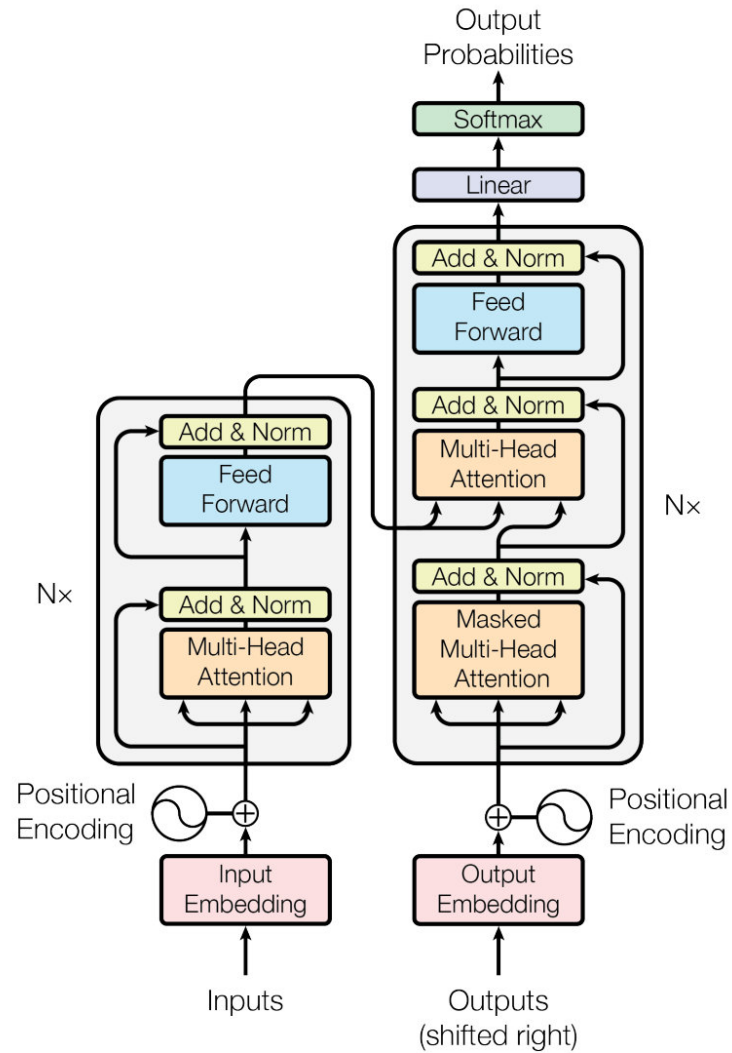 Output
Probabilities
Softmax
Linear
Add & Norm
Feed
Forward
Add & Norm
Multi-Head
Attention
Add & Norm
Masked
Multi-Head
Attention
N×
Add & Norm
Feed
Forward
Add & Norm
Multi-Head
Attention
N×
Positional
Encoding
Positional
Encoding
Input
Embedding
Output
Embedding
Inputs
Outputs
(shifted right)